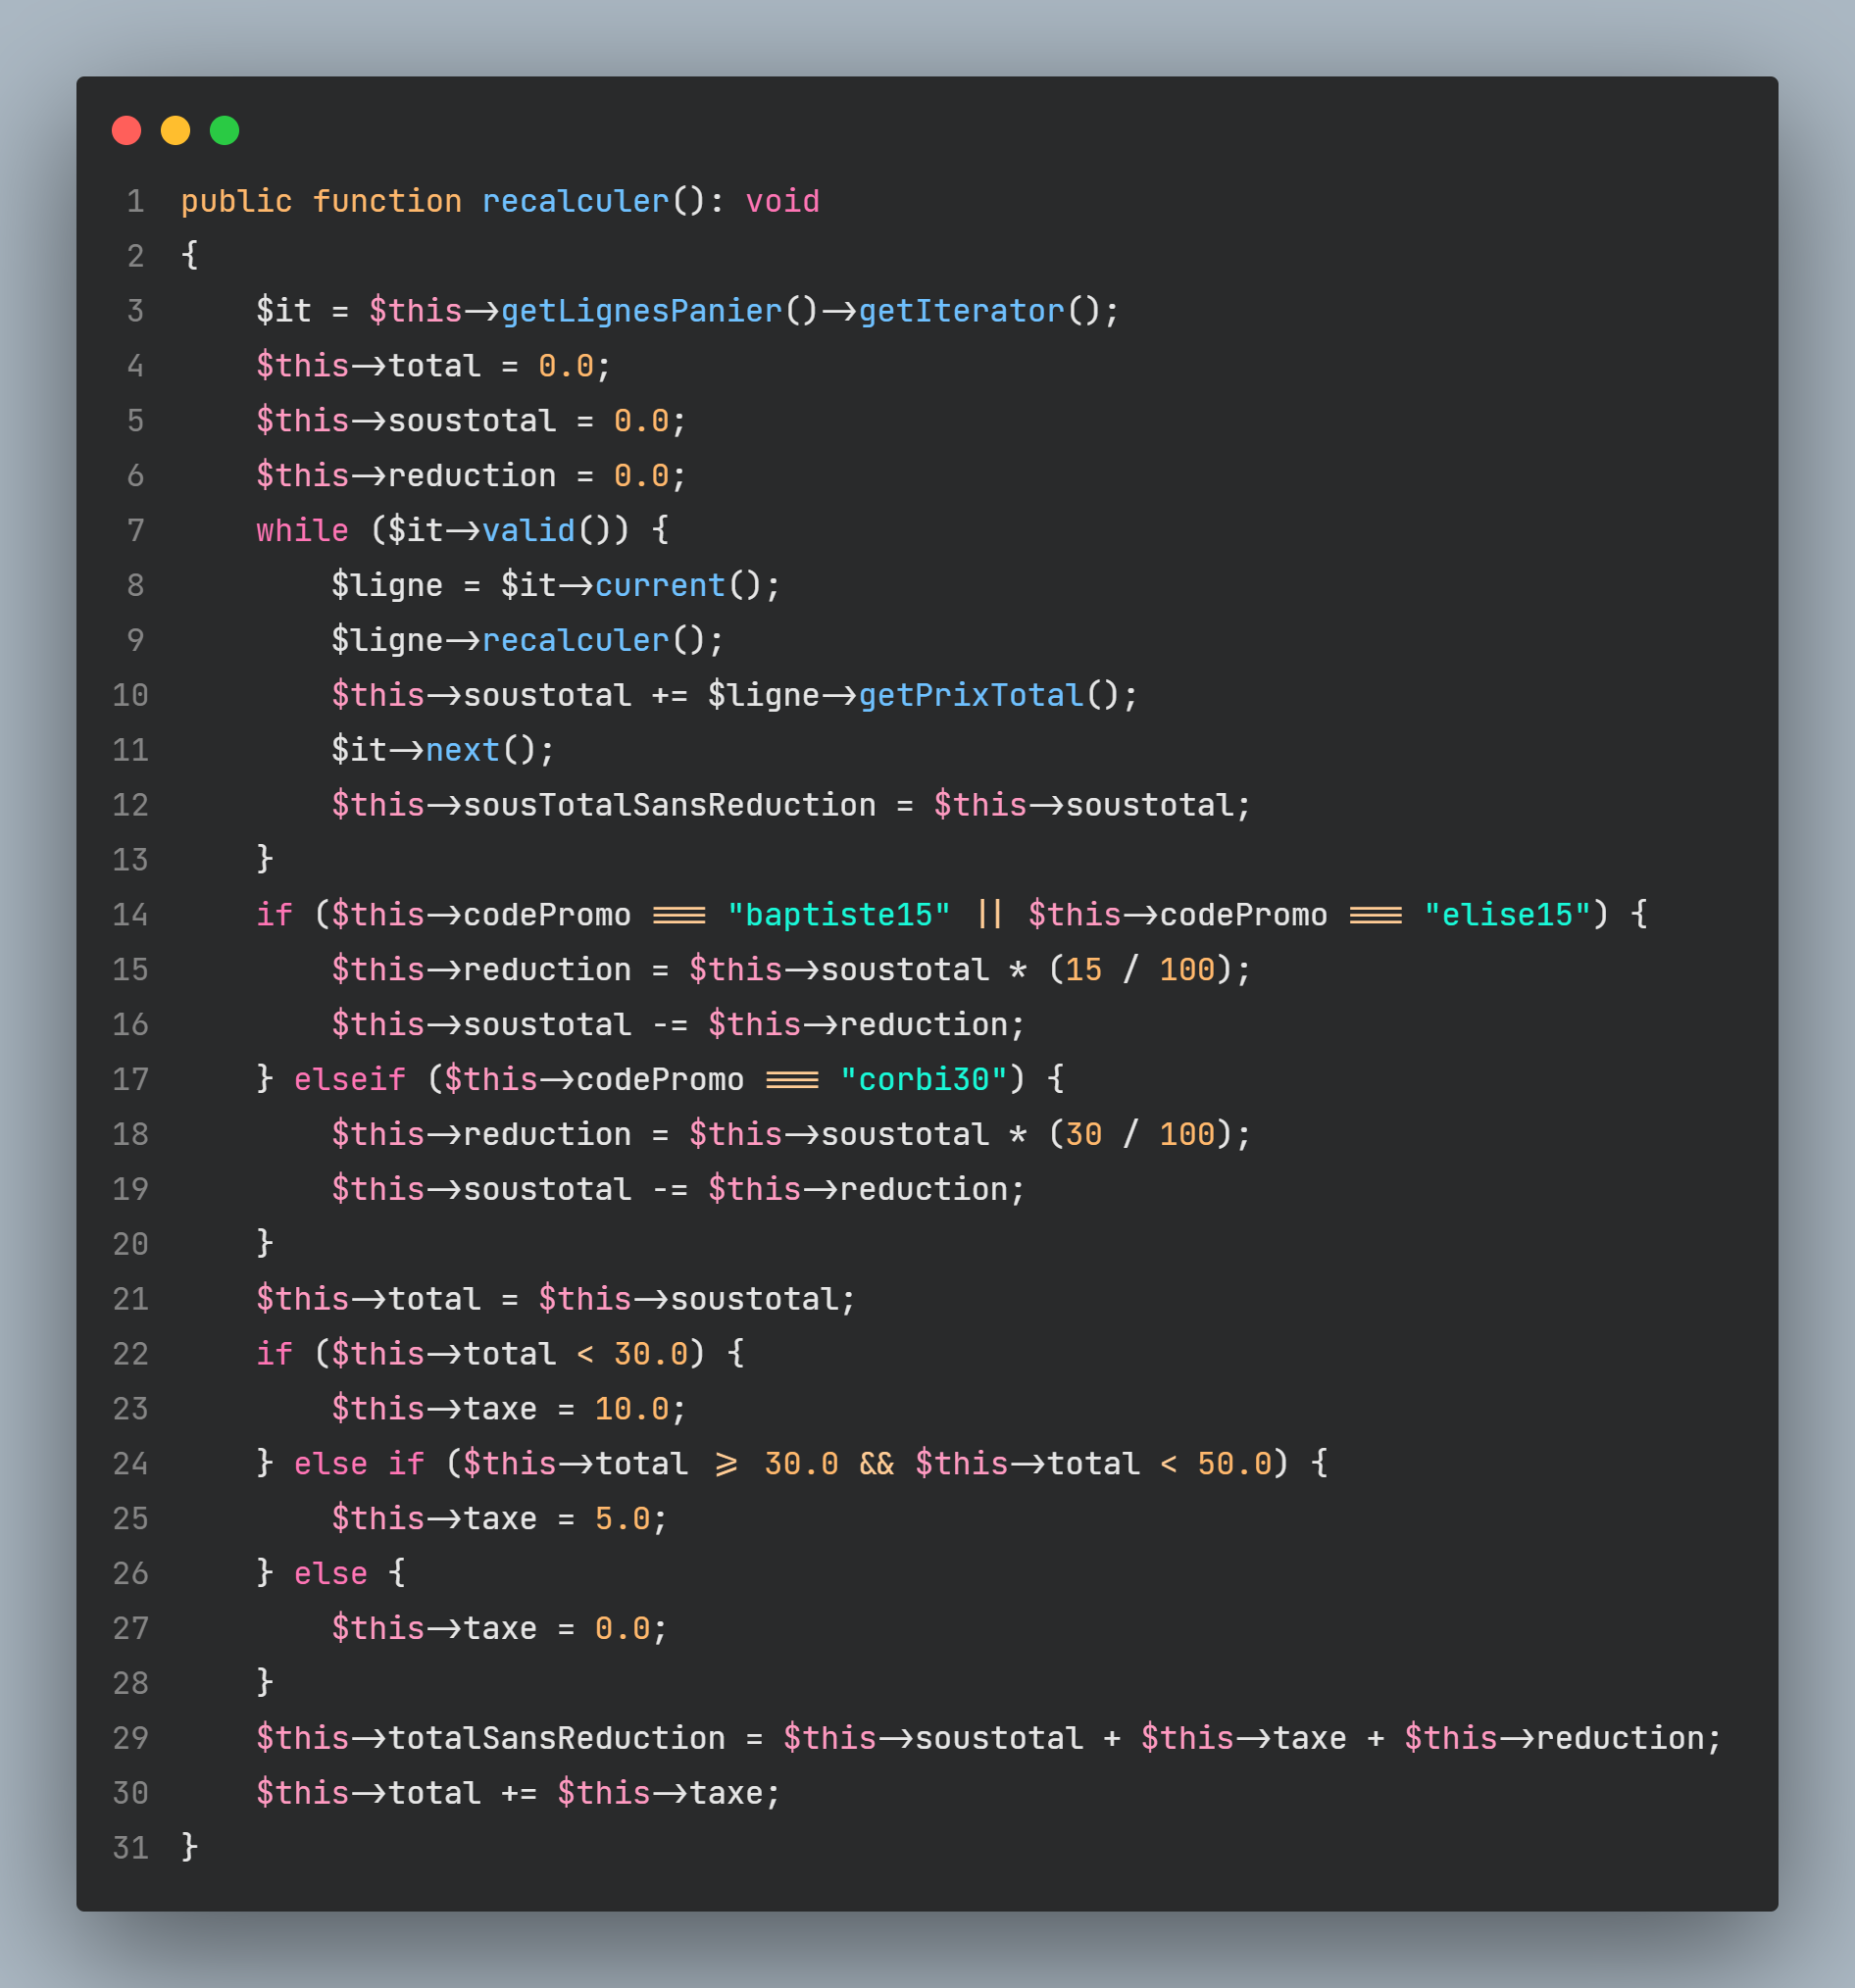 1 public function recalculer(): void
2 {
3     $it = $this->getLignesPanier()->getIterator();
4     $this->total = 0.0;
5     $this->soustotal = 0.0;
6     $this->reduction = 0.0;
7     while ($it->valid()) {
8         $ligne = $it->current();
9         $ligne->recalculer();
10         $this->soustotal += $ligne->getPrixTotal();
11         $it->next();
12         $this->sousTotalSansReduction = $this->soustotal;
13     }
14     if ($this->codePromo === "baptiste15" || $this->codePromo === "elise15") {
15         $this->reduction = $this->soustotal * (15 / 100);
16         $this->soustotal -= $this->reduction;
17     } elseif ($this->codePromo === "corbi30") {
18         $this->reduction = $this->soustotal * (30 / 100);
19         $this->soustotal -= $this->reduction;
20     }
21     $this->total = $this->soustotal;
22     if ($this->total < 30.0) {
23         $this->taxe = 10.0;
24     } else if ($this->total >= 30.0 && $this->total < 50.0) {
25         $this->taxe = 5.0;
26     } else {
27         $this->taxe = 0.0;
28     }
29     $this->totalSansReduction = $this->soustotal + $this->taxe + $this->reduction;
30     $this->total += $this->taxe;
31 }